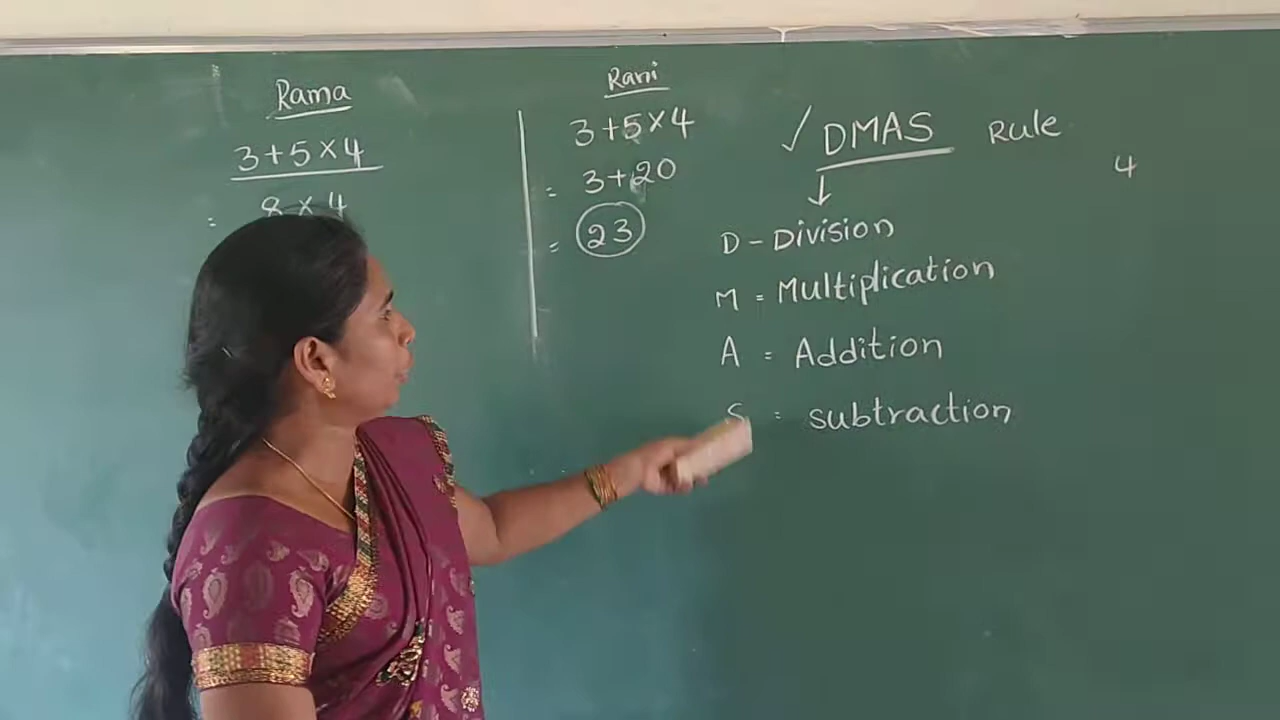 Rama
3+5×4
= 8×4
Rani
3+5×4
= 3+20
= 23
✓ DMAS Rule
4
↓
D - Division
M = Multiplication
A = Addition
S = subtraction